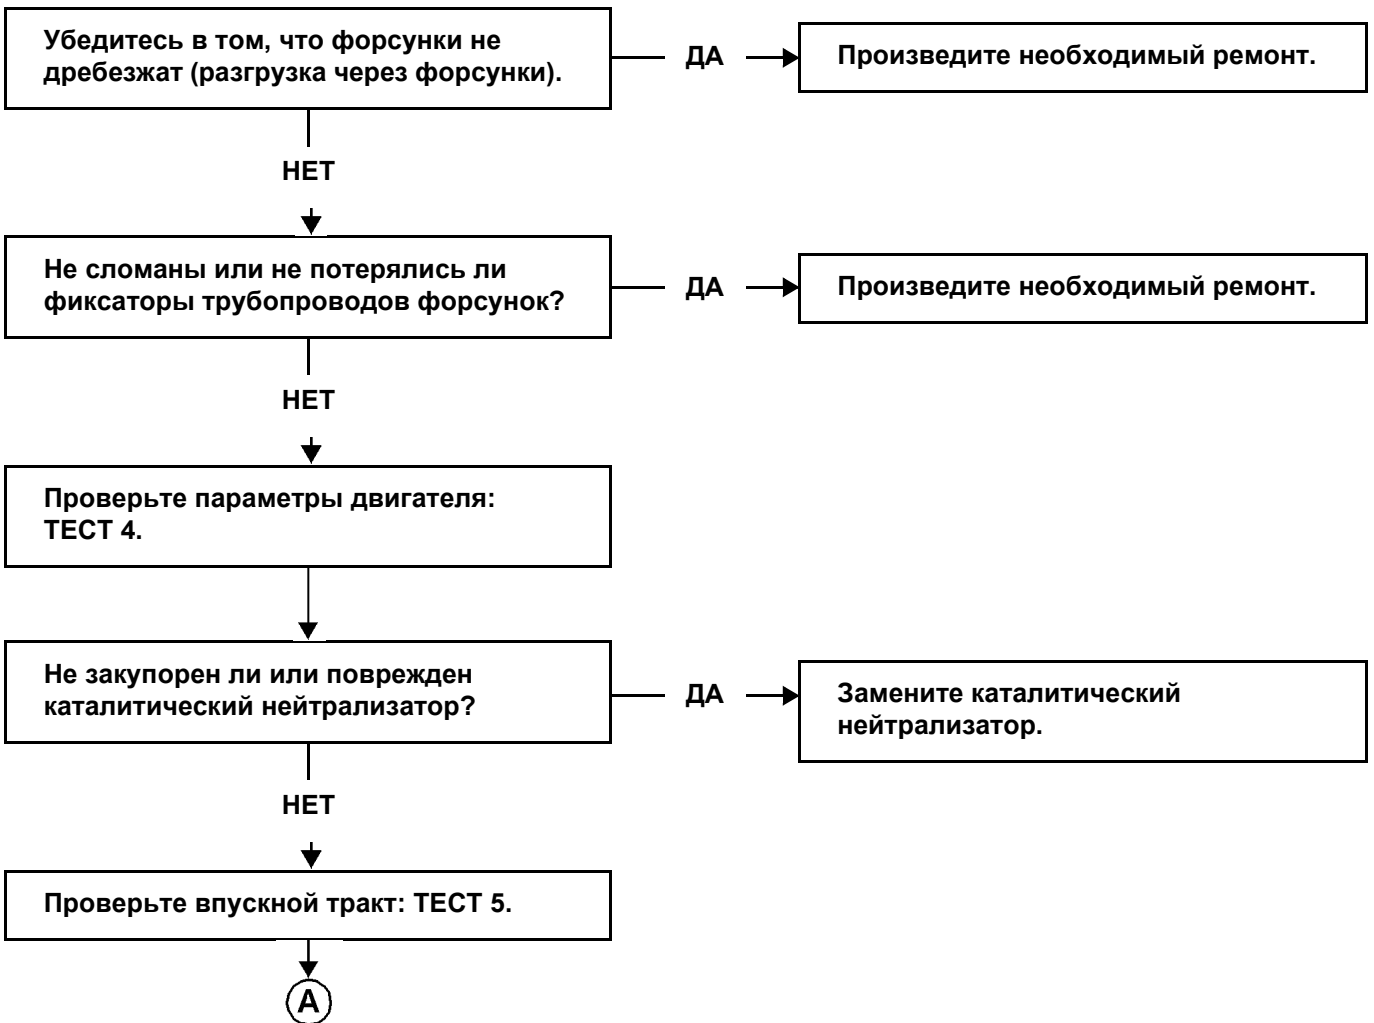 Убедитесь в том, что форсунки не
дребезжат (разгрузка через форсунки).
ДА
Произведите необходимый ремонт.
НЕТ
Не сломаны или не потерялись ли
фиксаторы трубопроводов форсунок?
ДА
Произведите необходимый ремонт.
НЕТ
Проверьте параметры двигателя:
ТЕСТ 4.
Не закупорен ли или поврежден
каталитический нейтрализатор?
ДА
Замените каталитический
нейтрализатор.
НЕТ
Проверьте впускной тракт: ТЕСТ 5.
А